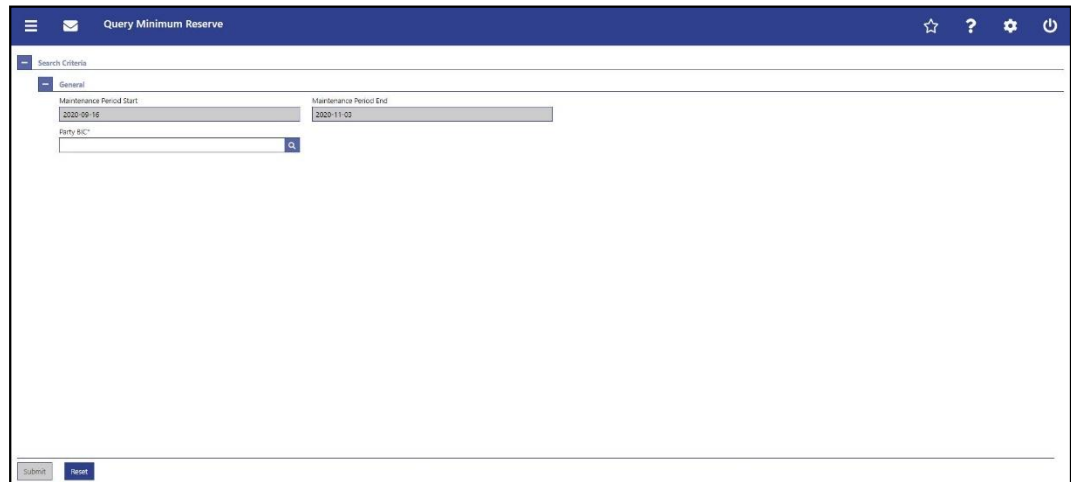 Query Minimum Reserve
?
Search Criteria
General
Maintenance Period Start Maintenance Period End
2020-09-16 2020-11-03
Party BIC*
Submit Reset